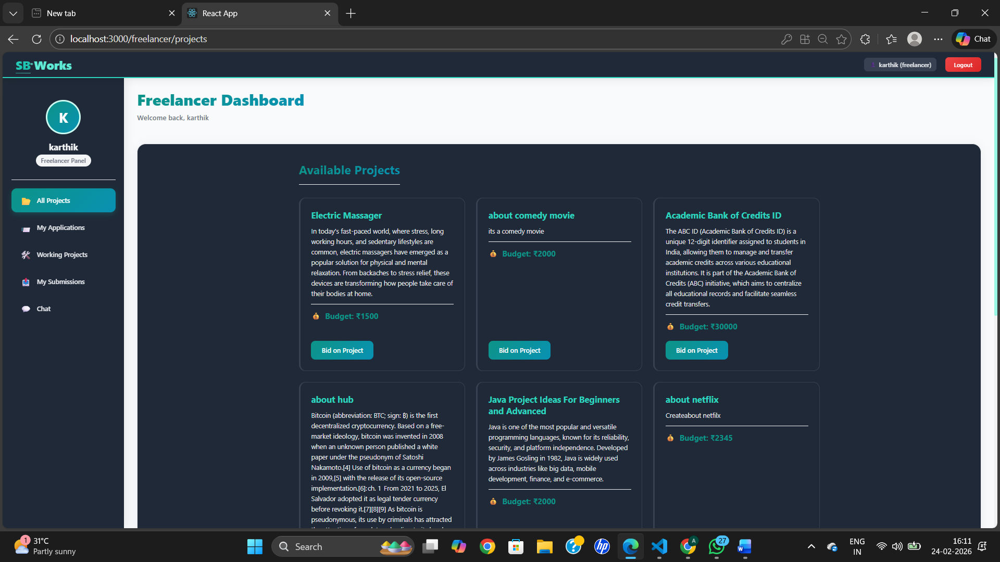 New tab
React App
localhost:3000/freelancer/projects
Chat
SB Works
karthik (freelancer)
Logout
K
karthik
Freelancer Panel
All Projects
My Applications
Working Projects
My Submissions
Chat
Freelancer Dashboard
Welcome back, karthik
Available Projects
Electric Massager
In today's fast-paced world, where stress, long
working hours, and sedentary lifestyles are
common, electric massagers have emerged as a
popular solution for physical and mental
relaxation. From backaches to stress relief, these
devices are transforming how people take care of
their bodies at home.
Budget: ₹1500
Bid on Project
about comedy movie
its a comedy movie
Budget: ₹2000
Bid on Project
Academic Bank of Credits ID
The ABC ID (Academic Bank of Credits ID) is a
unique 12-digit identifier assigned to students in
India, allowing them to manage and transfer
academic credits across various educational
institutions. It is part of the Academic Bank of
Credits (ABC) initiative, which aims to centralize
all educational records and facilitate seamless
credit transfers.
Budget: ₹30000
Bid on Project
about hub
Bitcoin (abbreviation: BTC; sign: ₿) is the first
decentralized cryptocurrency. Based on a free-
market ideology, bitcoin was invented in 2008
when an unknown person published a white
paper under the pseudonym of Satoshi
Nakamoto.[4] Use of bitcoin as a currency began
in 2009,[5] with the release of its open-source
implementation.[6]: ch. 1 From 2021 to 2025, El
Salvador adopted it as legal tender currency
before revoking it.[7][8][9] As bitcoin is
pseudonymous, its use by criminals has attracted
Java Project Ideas For Beginners
and Advanced
Java is one of the most popular and versatile
programming languages, known for its reliability,
security, and platform independence. Developed
by James Gosling in 1982, Java is widely used
across industries like big data, mobile
development, finance, and e-commerce.
Budget: ₹2000
about netflix
Createabout netfilx
Budget: ₹2345
1
31°C
Partly sunny
Search
hp
A
27
W
ENG
IN
16:11
24-02-2026